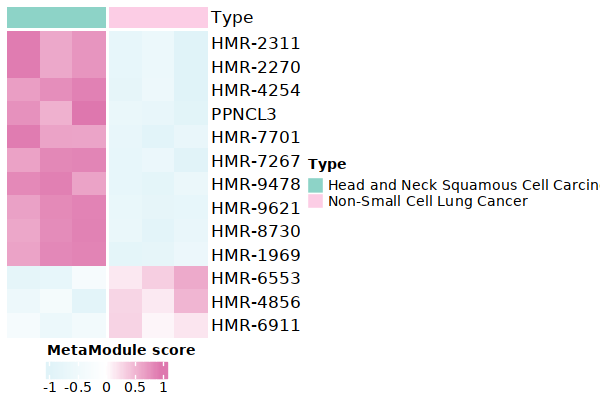 Type
HMR-2311
HMR-2270
HMR-4254
PPNCL3
HMR-7701
HMR-7267
HMR-9478
HMR-9621
HMR-8730
HMR-1969
HMR-6553
HMR-4856
HMR-6911
Type
Head and Neck Squamous Cell Carcin
Non-Small Cell Lung Cancer
MetaModule score
-1 -0.5 0 0.5 1